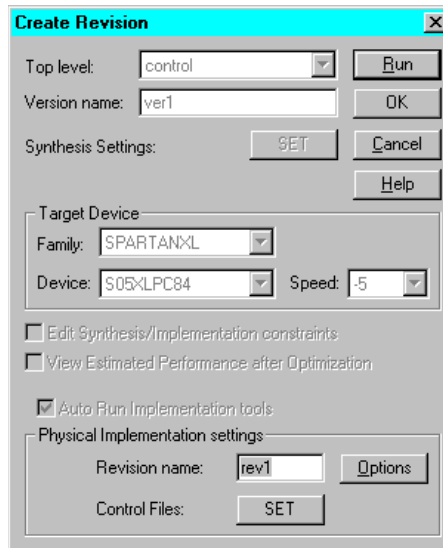 Create Revision
Top level: control Run
Version name: ver1 OK
Synthesis Settings: SET Cancel
Help
Target Device
Family: SPARTANXL
Device: S05XLPC84 Speed: -5
Edit Synthesis/Implementation constraints
View Estimated Performance after Optimization
Auto Run Implementation tools
Physical Implementation settings
Revision name: rev1 Options
Control Files: SET